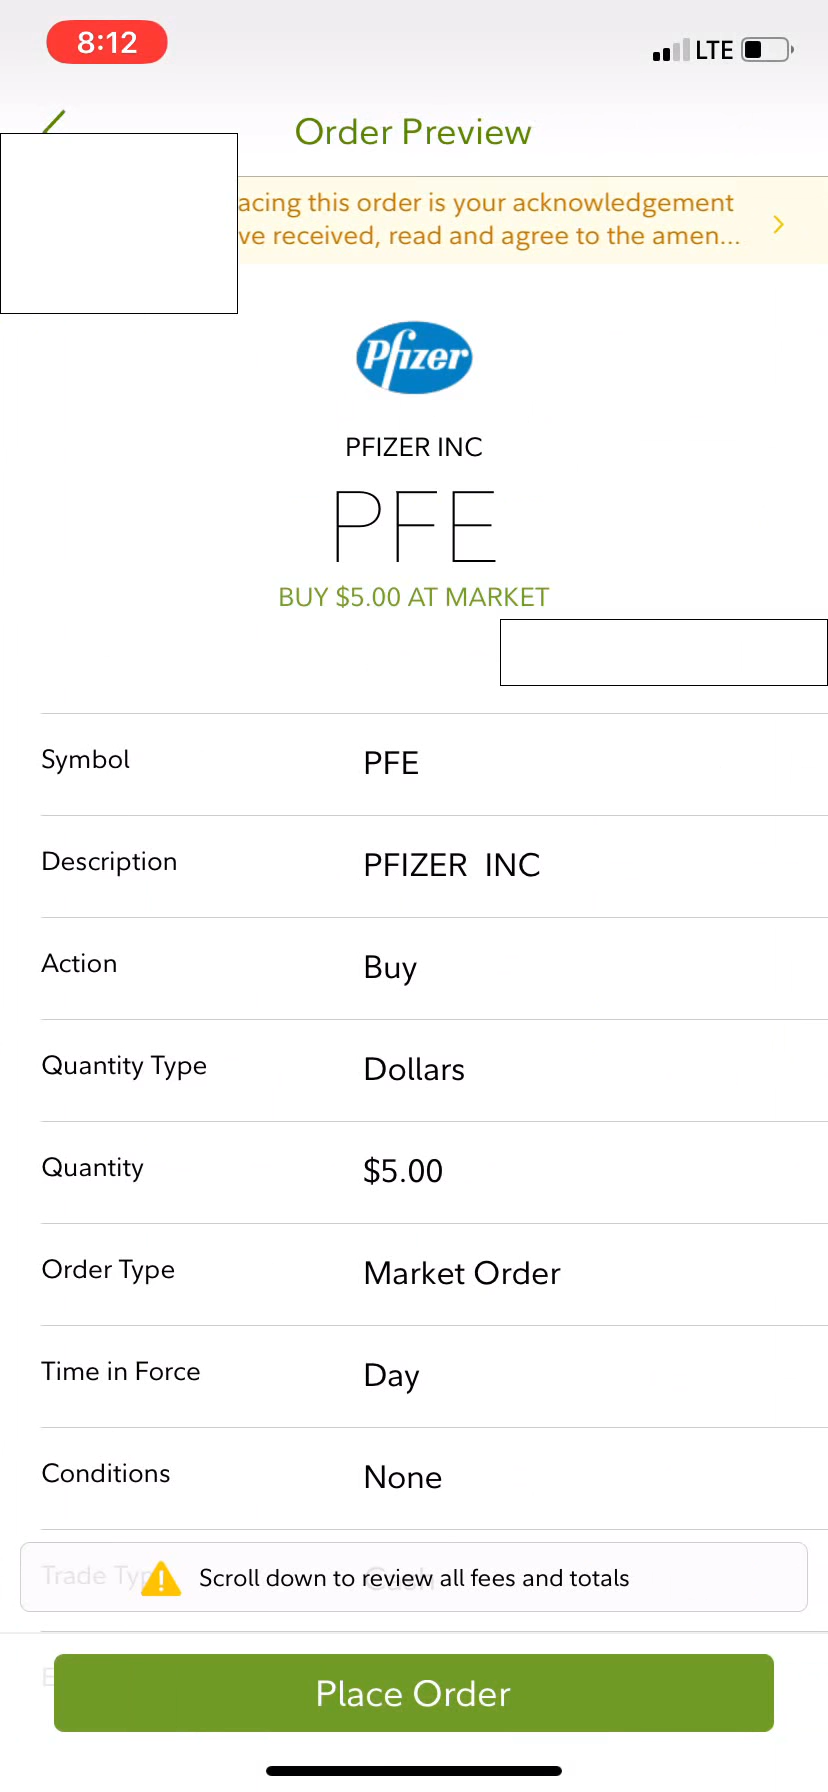 8:12
LTE
Order Preview
acing this order is your acknowledgement
ve received, read and agree to the amen...
Pfizer
PFIZER INC
PFE
BUY $5.00 AT MARKET
Symbol PFE
Description PFIZER INC
Action Buy
Quantity Type Dollars
Quantity $5.00
Order Type Market Order
Time in Force Day
Conditions None
Trade Typ Cash
Scroll down to review all fees and totals
E
Place Order